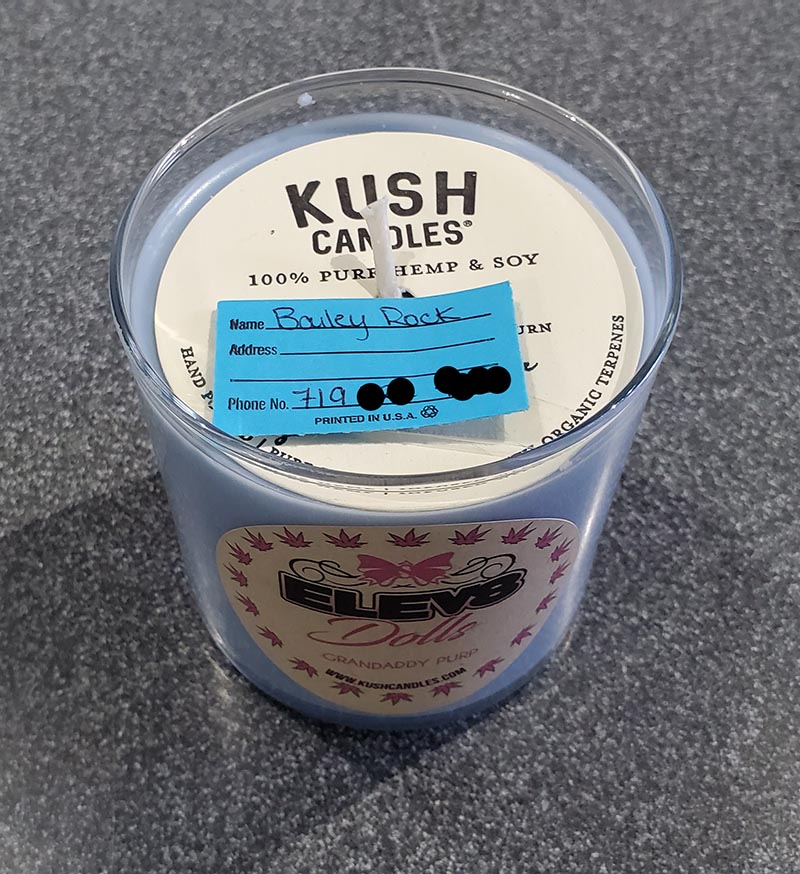 KUSH
CANDLES®
100% PURE HEMP & SOY
Name Bailey Rock
Address
Phone No. 719
PRINTED IN U.S.A.
HAND
ORGANIC TERPENES
ELEV8
Dolls
GRANDADDY PURP
WWW.KUSHCANDLES.COM